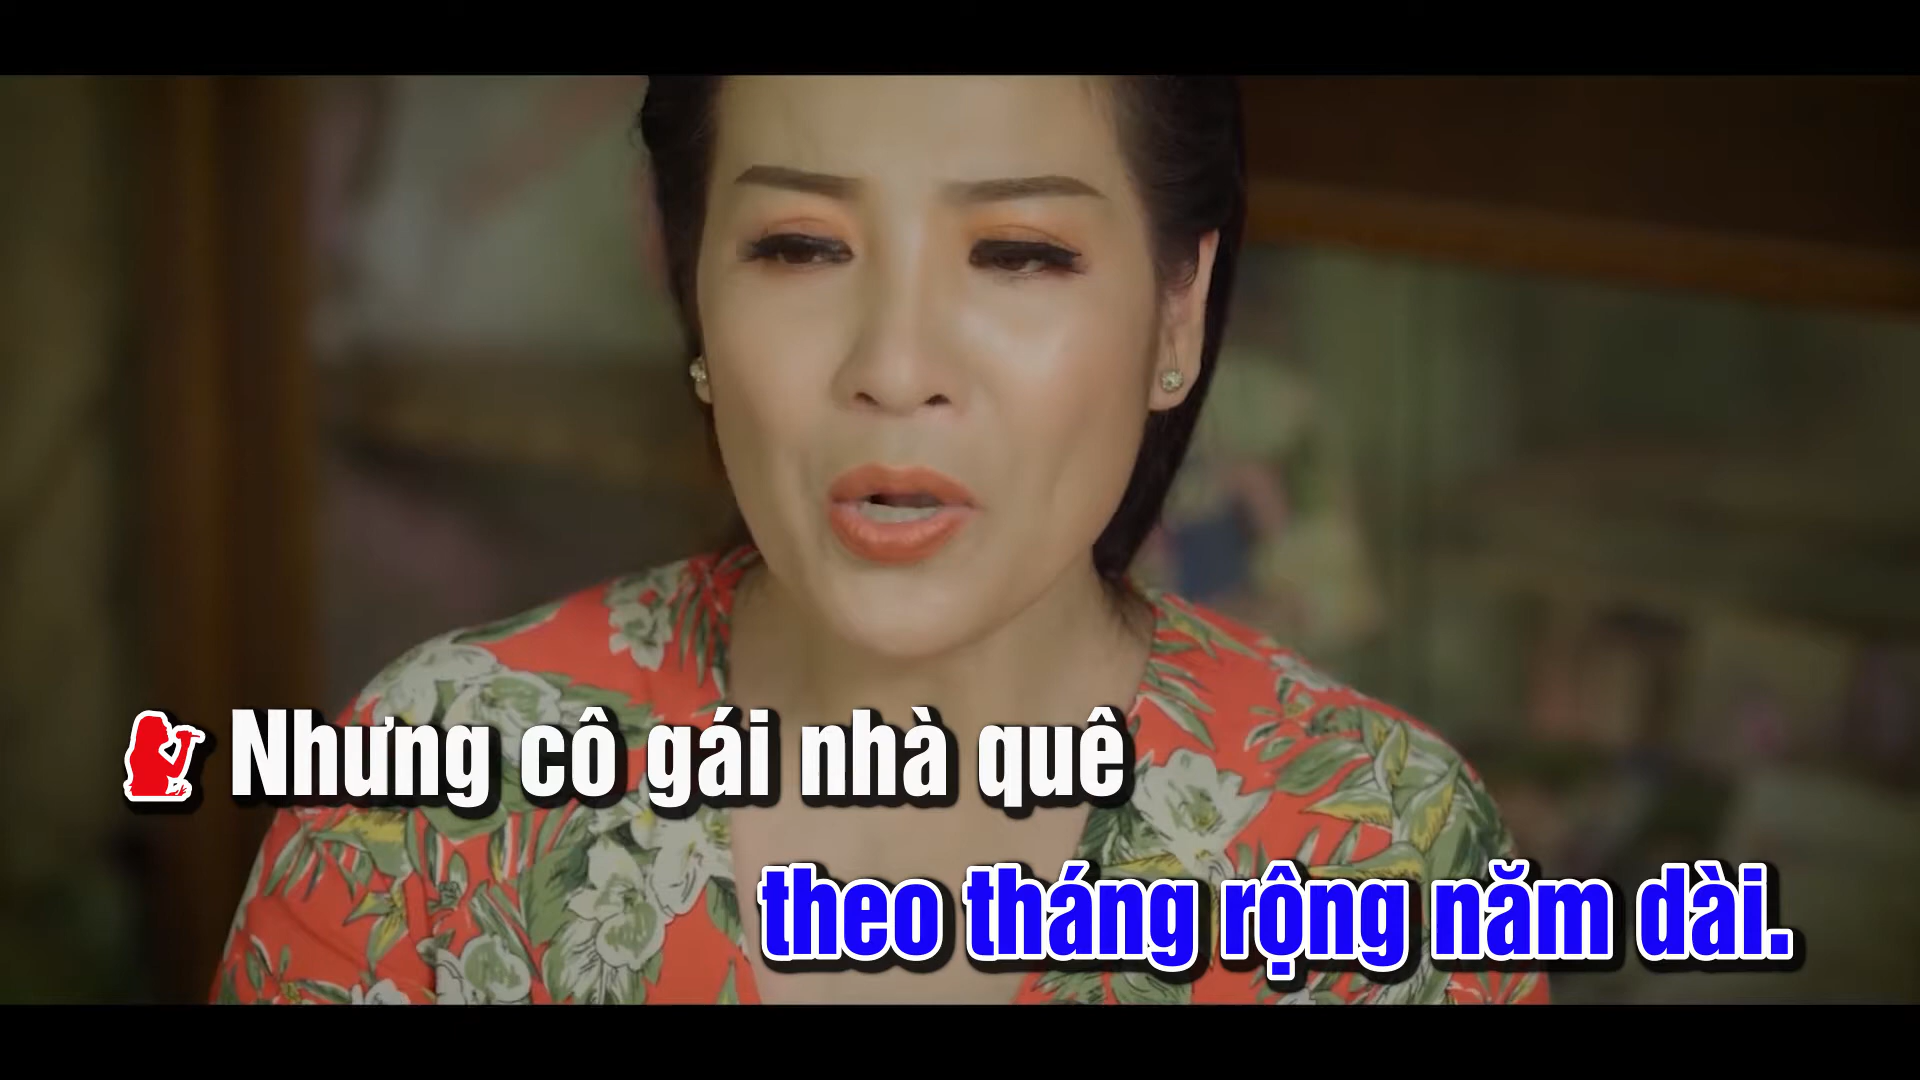 Nhưng cô gái nhà quê
theo tháng rộng năm dài.